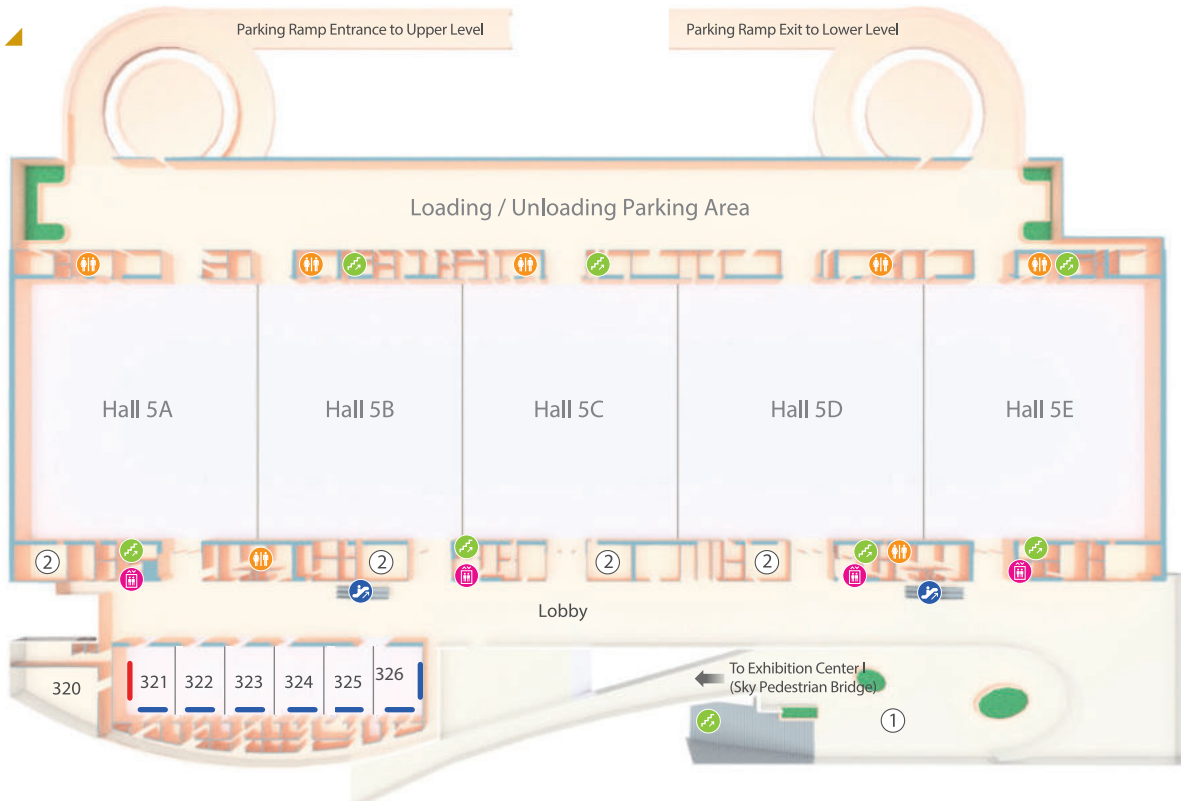 Parking Ramp Entrance to Upper Level
Parking Ramp Exit to Lower Level
Loading / Unloading Parking Area
Hall 5A
Hall 5B
Hall 5C
Hall 5D
Hall 5E
2
2
2
2
Lobby
320
321
322
323
324
325
326
To Exhibition Center I
(Sky Pedestrian Bridge)
1